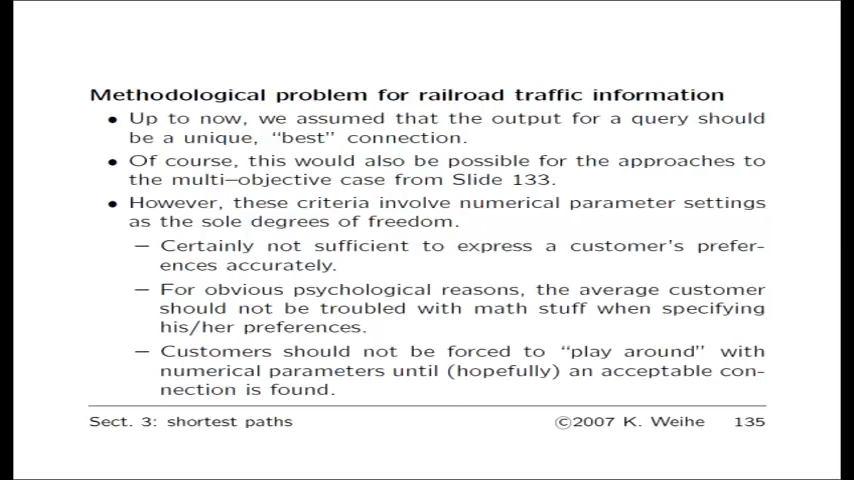 Methodological problem for railroad traffic information
• Up to now, we assumed that the output for a query should
be a unique, “best” connection.
• Of course, this would also be possible for the approaches to
the multi–objective case from Slide 133.
• However, these criteria involve numerical parameter settings
as the sole degrees of freedom.
– Certainly not sufficient to express a customer's prefer-
ences accurately.
– For obvious psychological reasons, the average customer
should not be troubled with math stuff when specifying
his/her preferences.
– Customers should not be forced to “play around” with
numerical parameters until (hopefully) an acceptable con-
nection is found.
Sect. 3: shortest paths ©2007 K. Weihe 135